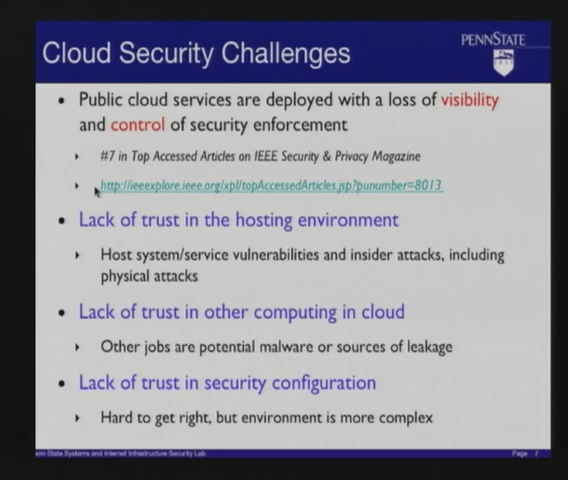 Cloud Security Challenges
PENNSTATE
• Public cloud services are deployed with a loss of visibility
and control of security enforcement
‣ #7 in Top Accessed Articles on IEEE Security & Privacy Magazine
‣ http://ieeexplore.ieee.org/xpl/topAccessedArticles.jsp?punumber=8013
• Lack of trust in the hosting environment
‣ Host system/service vulnerabilities and insider attacks, including
physical attacks
• Lack of trust in other computing in cloud
‣ Other jobs are potential malware or sources of leakage
• Lack of trust in security configuration
‣ Hard to get right, but environment is more complex
enn State Systems and Internet Infrastructure Security Lab
Page 7